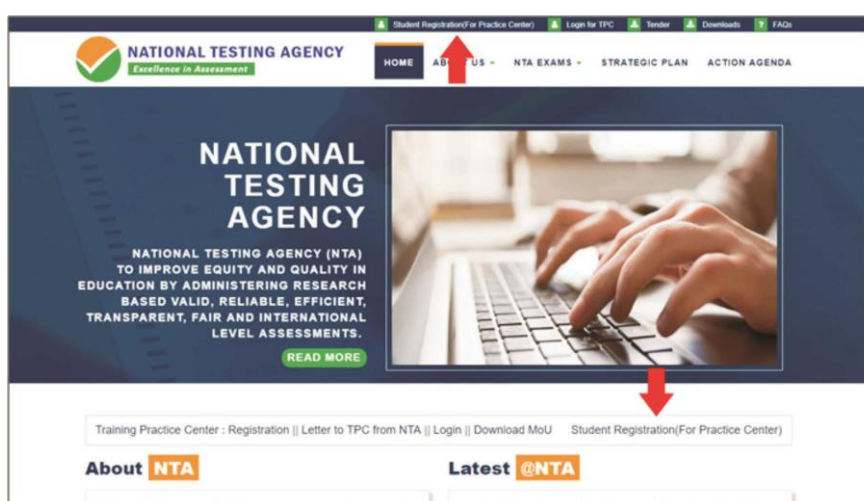 Student Registration(For Practice Center) Login for TPC Tender Downloads ? FAQs
NATIONAL TESTING AGENCY
Excellence in Assessment
HOME AB US NTA EXAMS STRATEGIC PLAN ACTION AGENDA
NATIONAL
TESTING
AGENCY
NATIONAL TESTING AGENCY (NTA)
TO IMPROVE EQUITY AND QUALITY IN
EDUCATION BY ADMINISTERING RESEARCH
BASED VALID, RELIABLE, EFFICIENT,
TRANSPARENT, FAIR AND INTERNATIONAL
LEVEL ASSESSMENTS.
READ MORE
Training Practice Center : Registration || Letter to TPC from NTA || Login || Download MoU Student Registration(For Practice Center)
About NTA
Latest @NTA